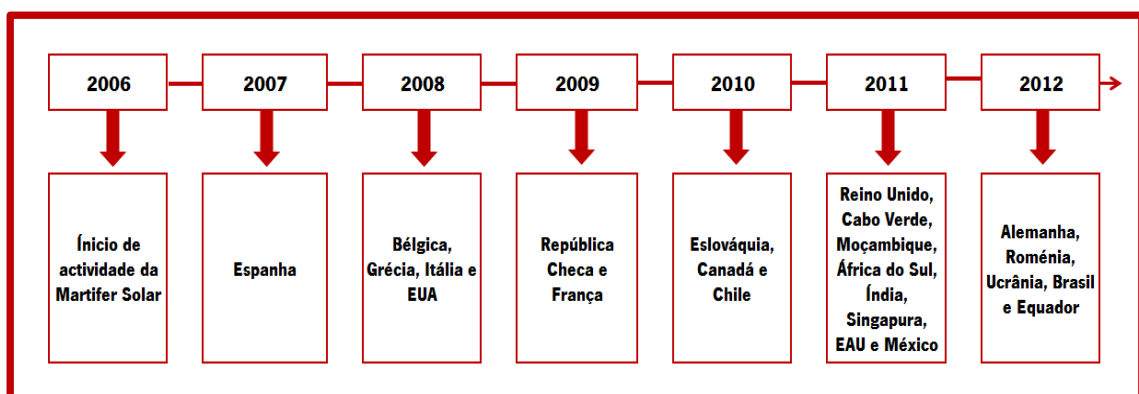 2006
2007
2008
2009
2010
2011
2012
Ínicio de
actividade da
Martifer Solar
Espanha
Bélgica,
Grécia, Itália e
EUA
República
Checa e
França
Eslováquia,
Canadá e
Chile
Reino Unido,
Cabo Verde,
Moçambique,
África do Sul,
Índia,
Singapura,
EAU e México
Alemanha,
Roménia,
Ucrânia, Brasil
e Equador